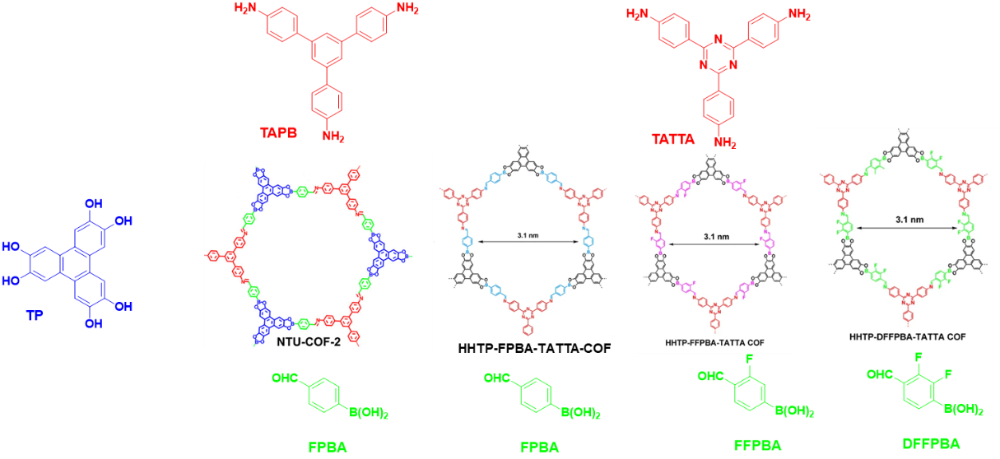 H₂N
NH₂
NH₂
TAPB
H₂N
NH₂
N
N
N
NH₂
TATTA
OH
OH
HO
HO
OH
OH
TP
3.1 nm
3.1 nm
3.1 nm
NTU-COF-2
HHTP-FPBA-TATTA-COF
HHTP-FFPBA-TATTA COF
HHTP-DFFPBA-TATTA COF
OHC
B(OH)₂
FPBA
OHC
B(OH)₂
FPBA
F
OHC
B(OH)₂
FFPBA
F
OHC
F
B(OH)₂
DFFPBA